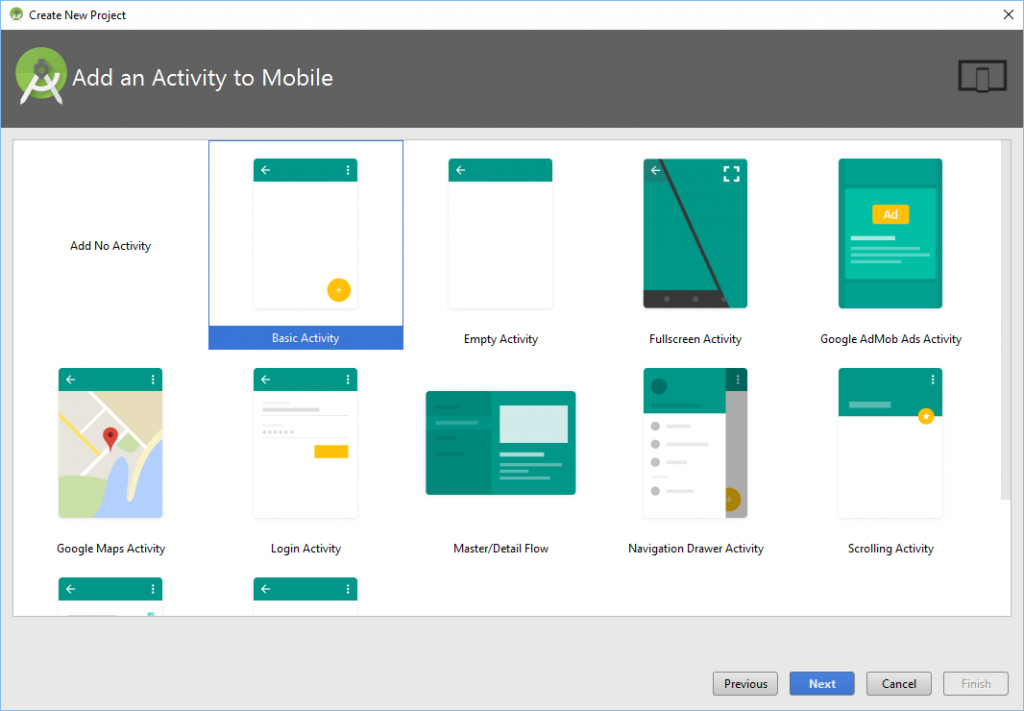 Create New Project
Add an Activity to Mobile
Add No Activity
Ad
Basic Activity
Empty Activity
Fullscreen Activity
Google AdMob Ads Activity
Google Maps Activity
Login Activity
Master/Detail Flow
Navigation Drawer Activity
Scrolling Activity
Previous
Next
Cancel
Finish